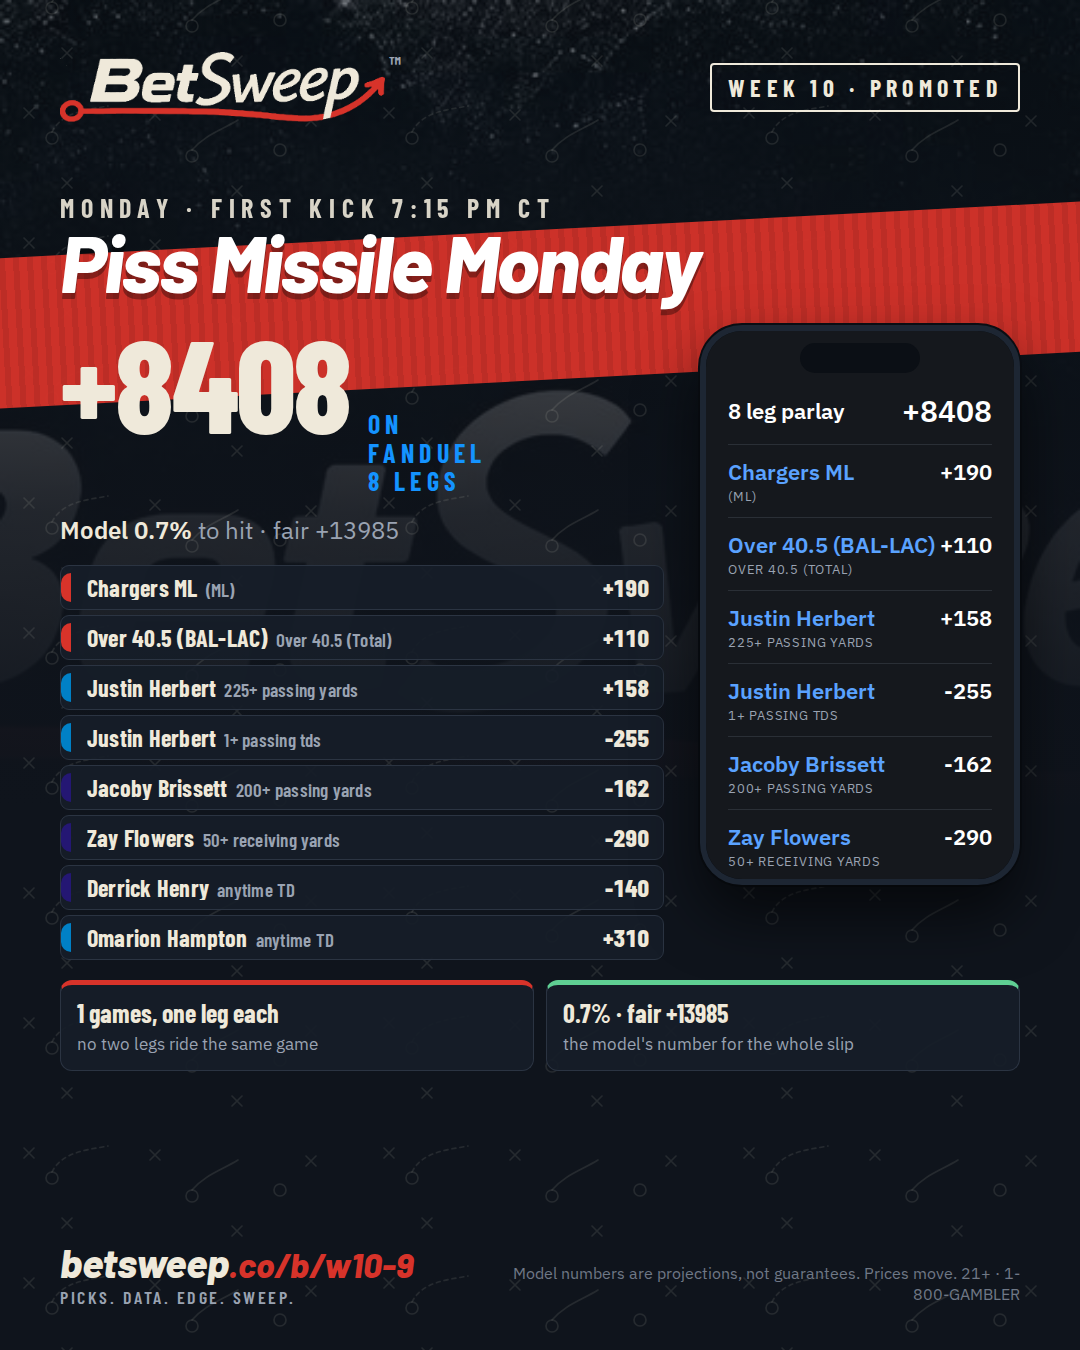 BetSweep™
WEEK 10 · PROMOTED
MONDAY · FIRST KICK 7:15 PM CT
Piss Missile Monday
+8408
ON
FANDUEL
8 LEGS
Model 0.7% to hit · fair +13985
Chargers ML (ML) +190
Over 40.5 (BAL-LAC) Over 40.5 (Total) +110
Justin Herbert 225+ passing yards +158
Justin Herbert 1+ passing tds -255
Jacoby Brissett 200+ passing yards -162
Zay Flowers 50+ receiving yards -290
Derrick Henry anytime TD -140
Omarion Hampton anytime TD +310
8 leg parlay +8408
Chargers ML +190
(ML)
Over 40.5 (BAL-LAC) +110
OVER 40.5 (TOTAL)
Justin Herbert +158
225+ PASSING YARDS
Justin Herbert -255
1+ PASSING TDS
Jacoby Brissett -162
200+ PASSING YARDS
Zay Flowers -290
50+ RECEIVING YARDS
1 games, one leg each
no two legs ride the same game
0.7% · fair +13985
the model's number for the whole slip
betsweep.co/b/w10-9
PICKS. DATA. EDGE. SWEEP.
Model numbers are projections, not guarantees. Prices move. 21+ · 1-
800-GAMBLER